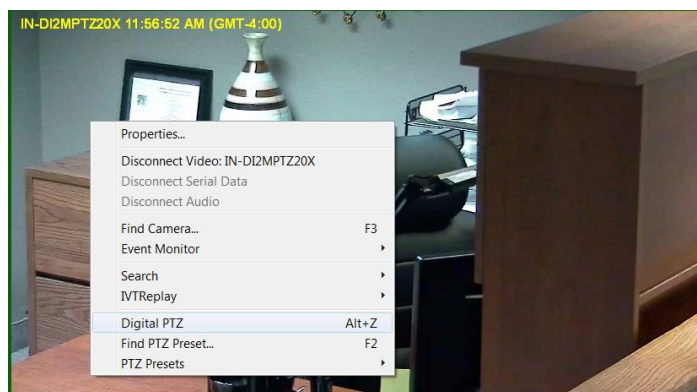 IN-DI2MPTZ20X 11:56:52 AM (GMT-4:00)
Properties...
Disconnect Video: IN-DI2MPTZ20X
Disconnect Serial Data
Disconnect Audio
Find Camera... F3
Event Monitor
Search
IVTReplay
Digital PTZ Alt+Z
Find PTZ Preset... F2
PTZ Presets